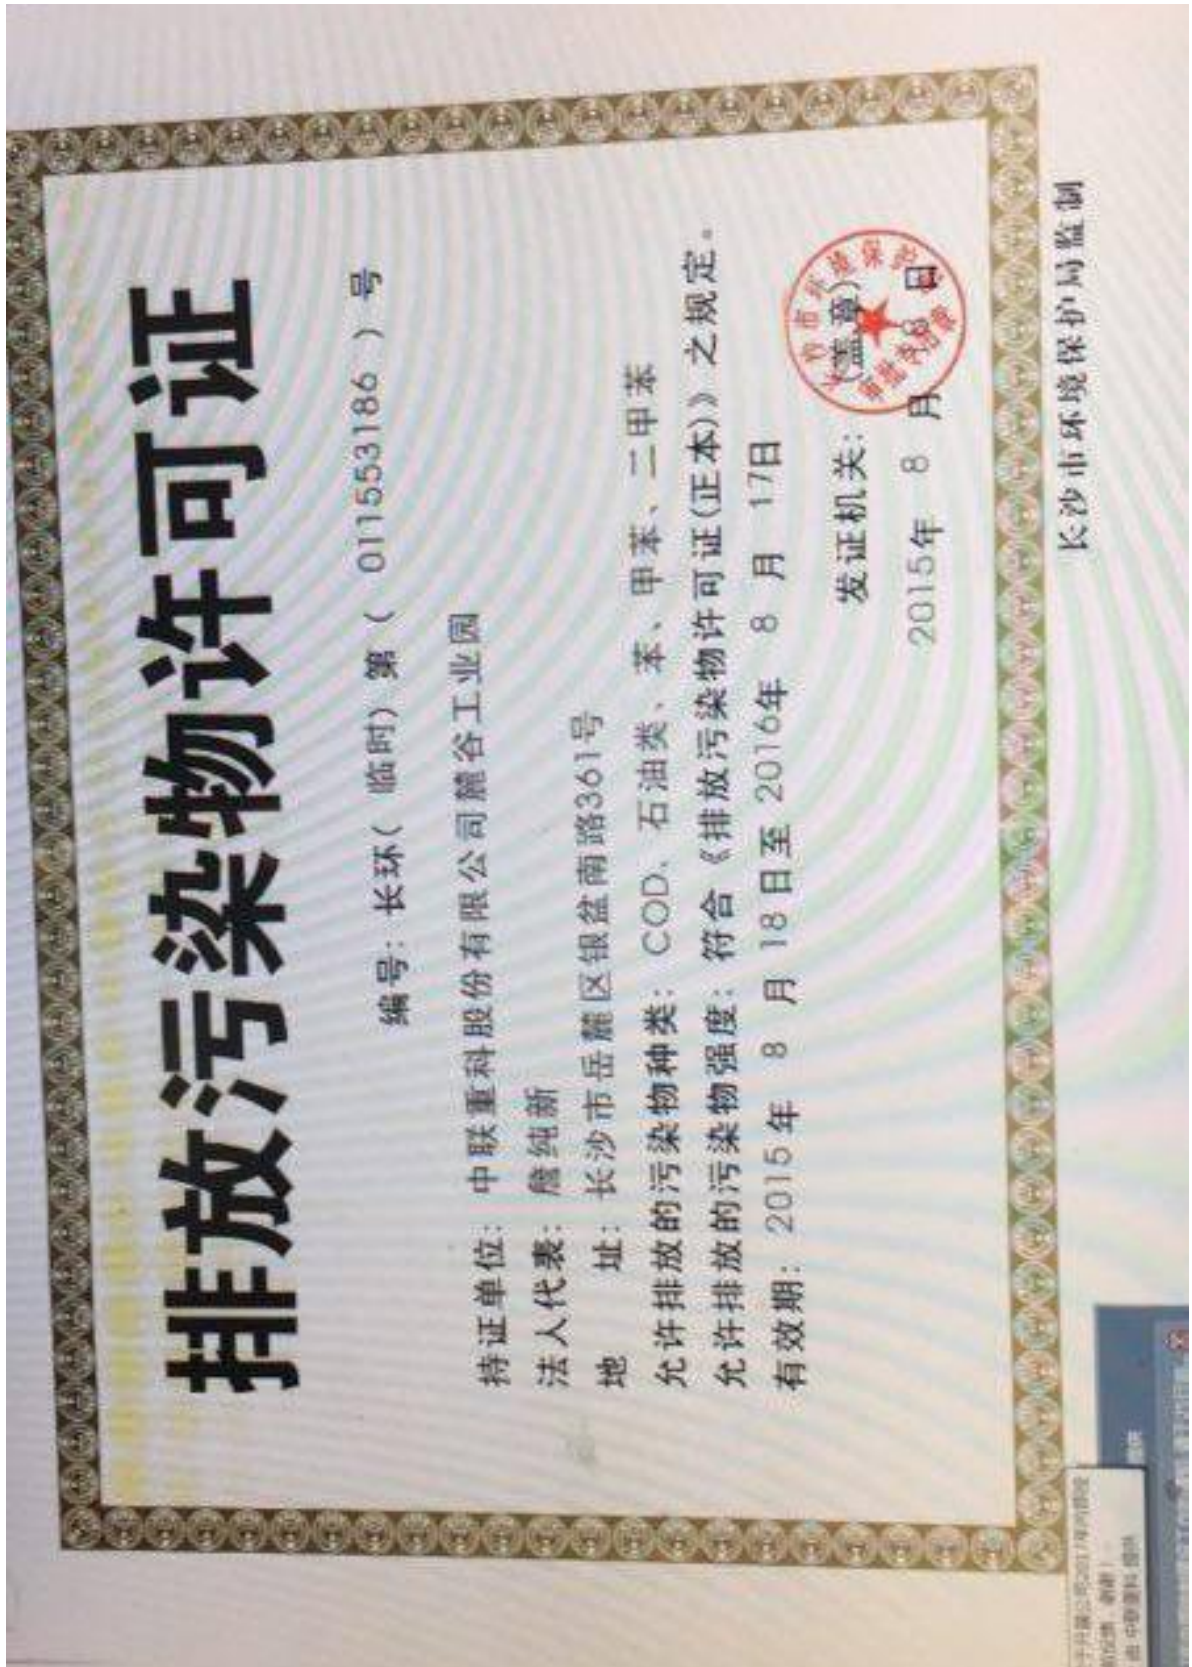 排放污染物许可证
编号：长环（临时）第（ 011553186 ）号
持证单位：中联重科股份有限公司麓谷工业园
法人代表：詹纯新
地 址：长沙市岳麓区银盆南路361号
允许排放的污染物种类：COD、石油类、苯、甲苯、二甲苯
允许排放的污染物强度：符合《排放污染物许可证(正本)》之规定。
有效期：2015年 8 月 18日至 2016年 8 月 17日
发证机关：(盖章)
2015年 8 月 18 日
长沙市环境保护局监制